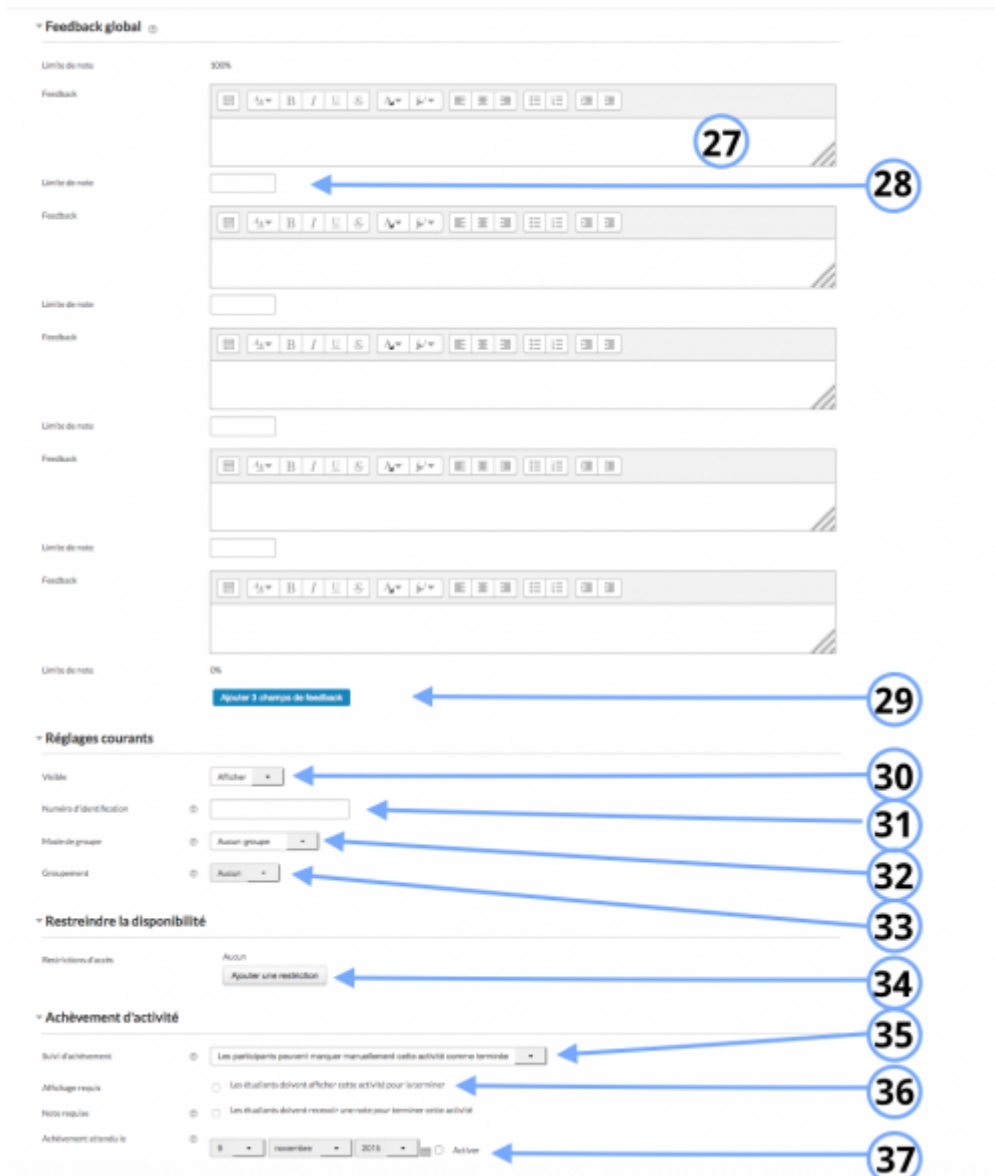 Feedback global
Limite de note 100%
Feedback
27
Limite de note
28
Feedback
Limite de note
Feedback
Limite de note
Feedback
Limite de note
Feedback
Limite de note 0%
Ajouter 3 champs de feedback
29
Réglages courants
Visible Afficher
30
Numéro d'identification
31
Mode de groupe Aucun groupe
32
Groupement Aucun
33
Restreindre la disponibilité
Restrictions d'accès Aucun
Ajouter une restriction
34
Achèvement d'activité
35
Suivi d'achèvement Les participants peuvent marquer manuellement cette activité comme terminée
Affichage requis Les étudiants doivent afficher cette activité pour la terminer
36
Note requise Les étudiants doivent recevoir une note pour terminer cette activité
Achèvement attendu le 8 novembre 2015 Activer
37